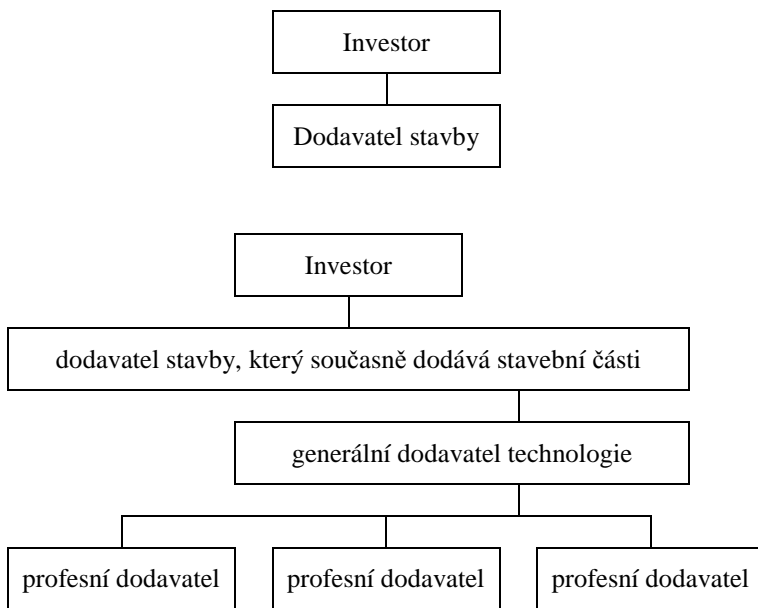 Investor
Dodavatel stavby
Investor
dodavatel stavby, který současně dodává stavební části
generální dodavatel technologie
profesní dodavatel
profesní dodavatel
profesní dodavatel